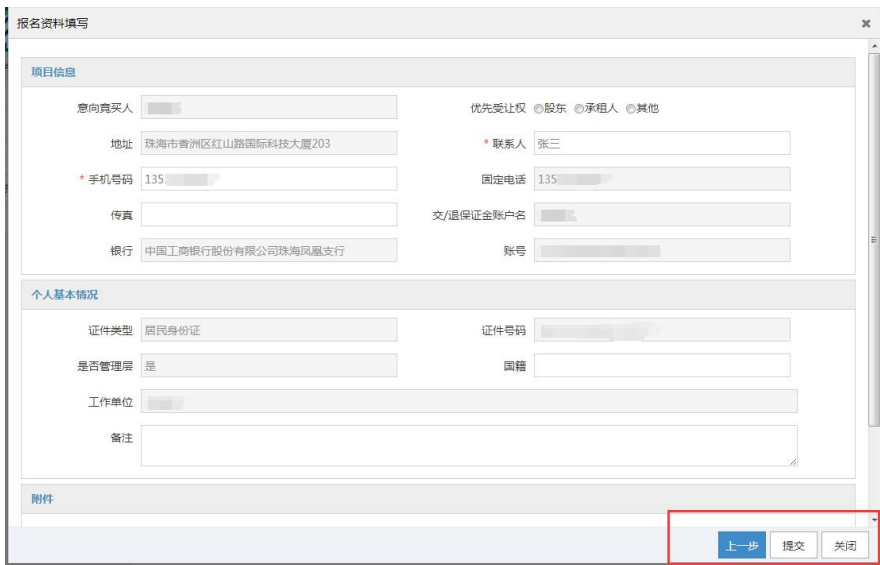 报名资料填写
项目信息
意向竟买人 优先受让权 股东 承租人 其他
地址 珠海市香洲区红山路国际科技大厦203 * 联系人 张三
* 手机号码 135 固定电话 135
传真 交/退保证金账户名
银行 中国工商银行股份有限公司珠海凤凰支行 账号
个人基本情况
证件类型 居民身份证 证件号码
是否管理层 是 国籍
工作单位
备注
附件
上一步 提交 关闭